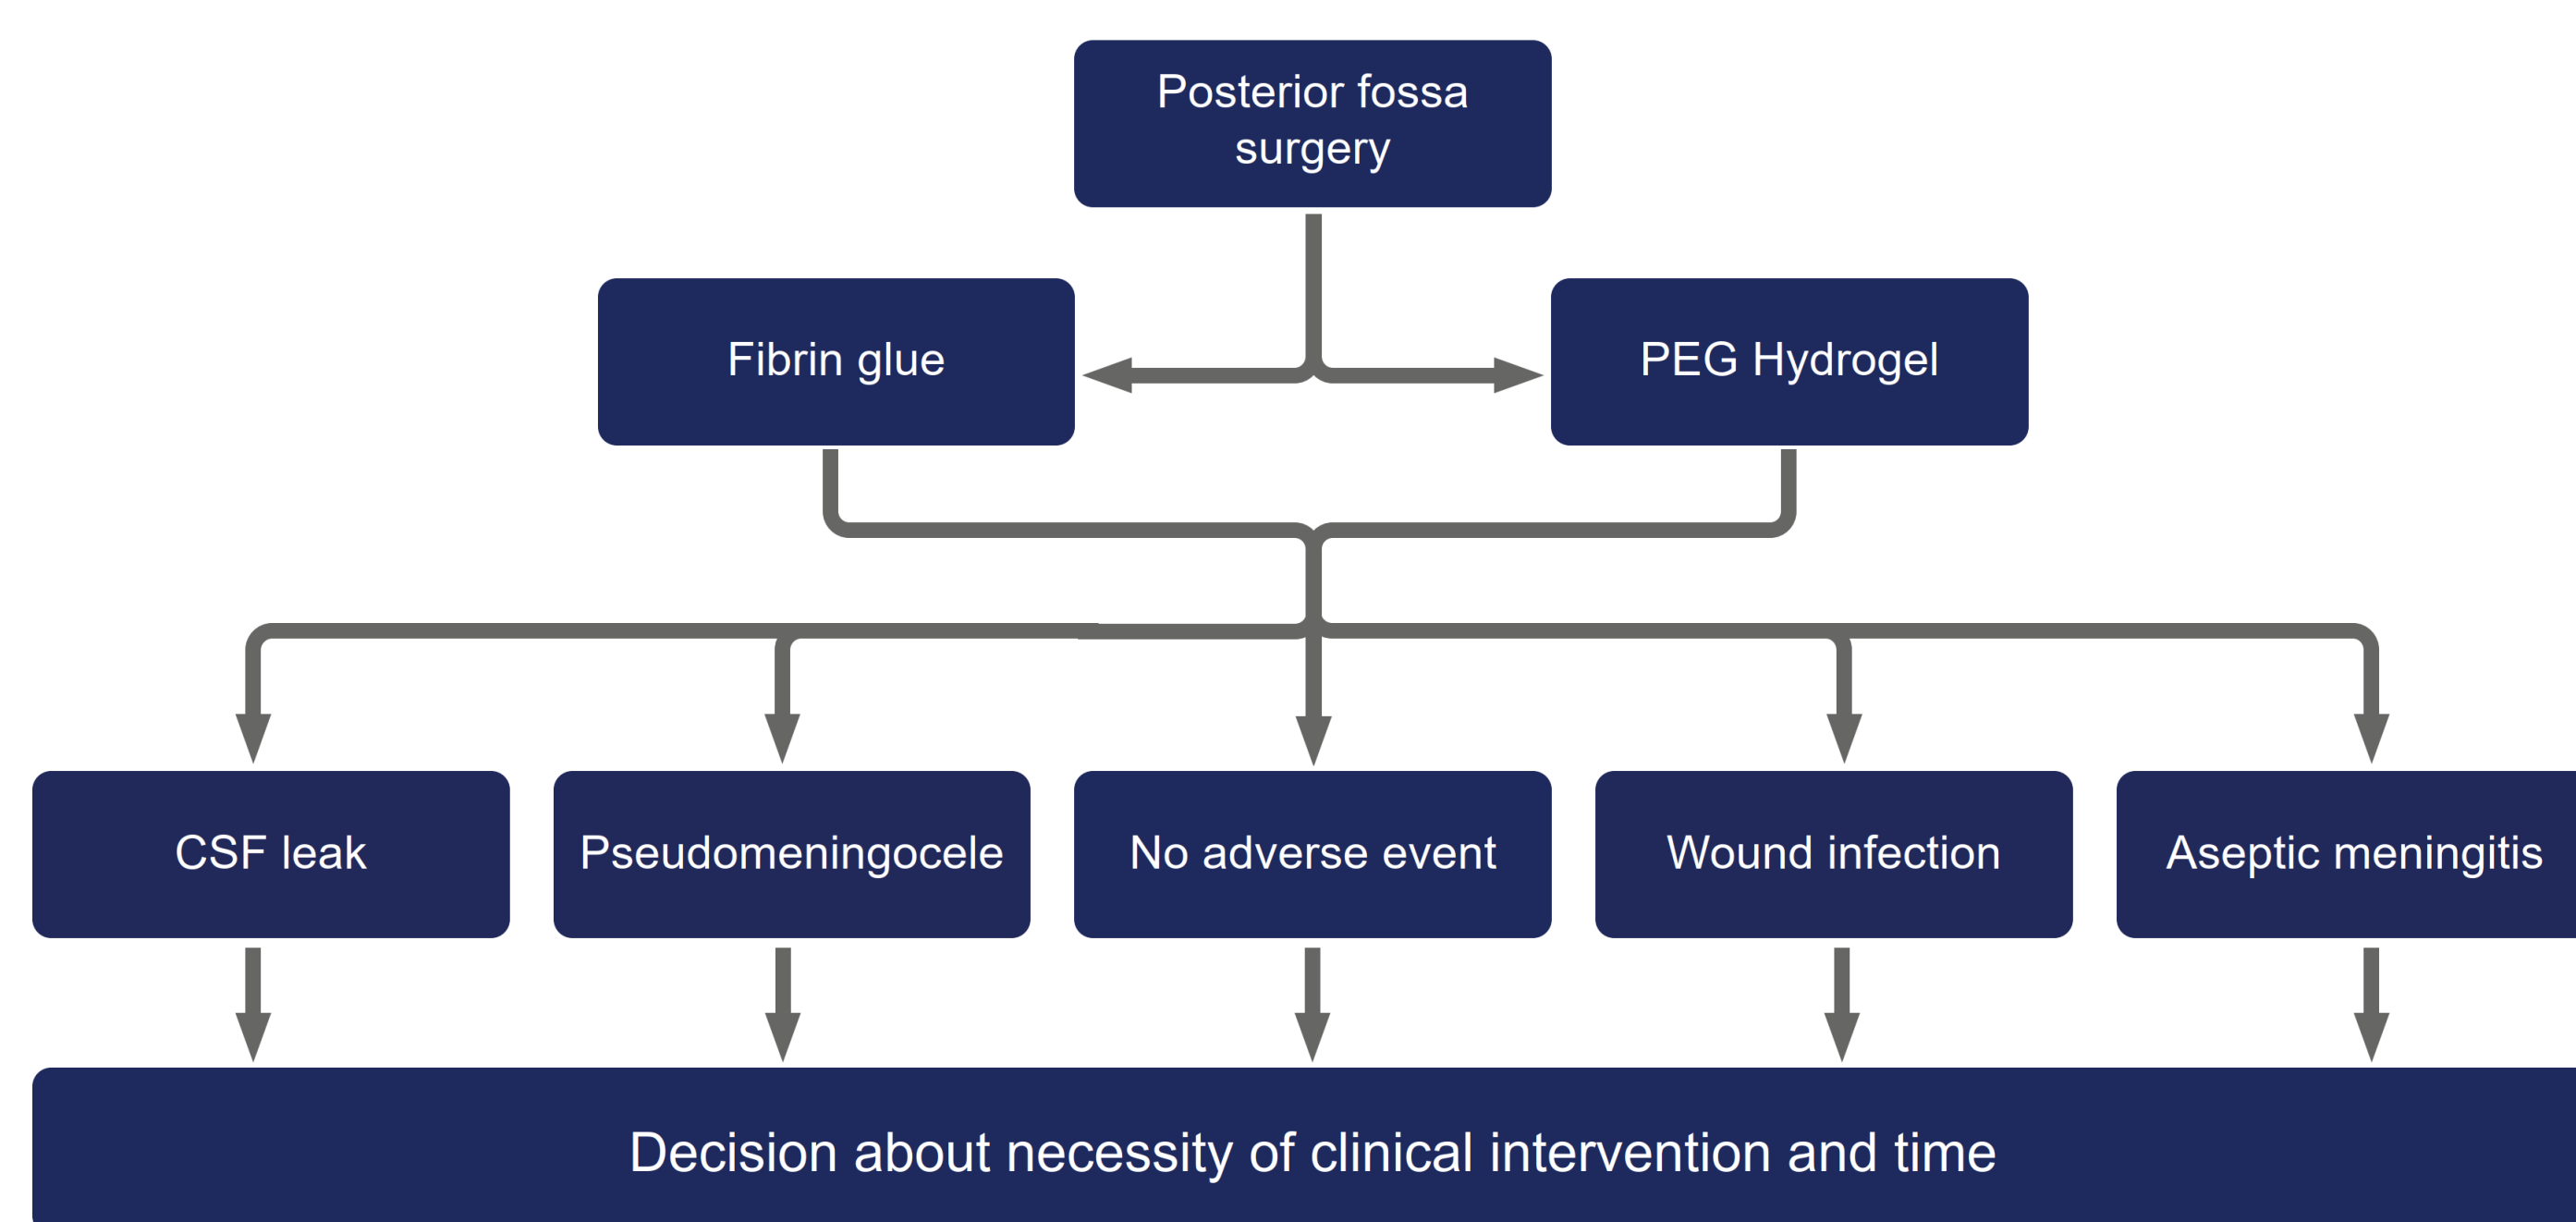 Posterior fossa
surgery
Fibrin glue
PEG Hydrogel
CSF leak
Pseudomeningocele
No adverse event
Wound infection
Aseptic meningitis
Decision about necessity of clinical intervention and time